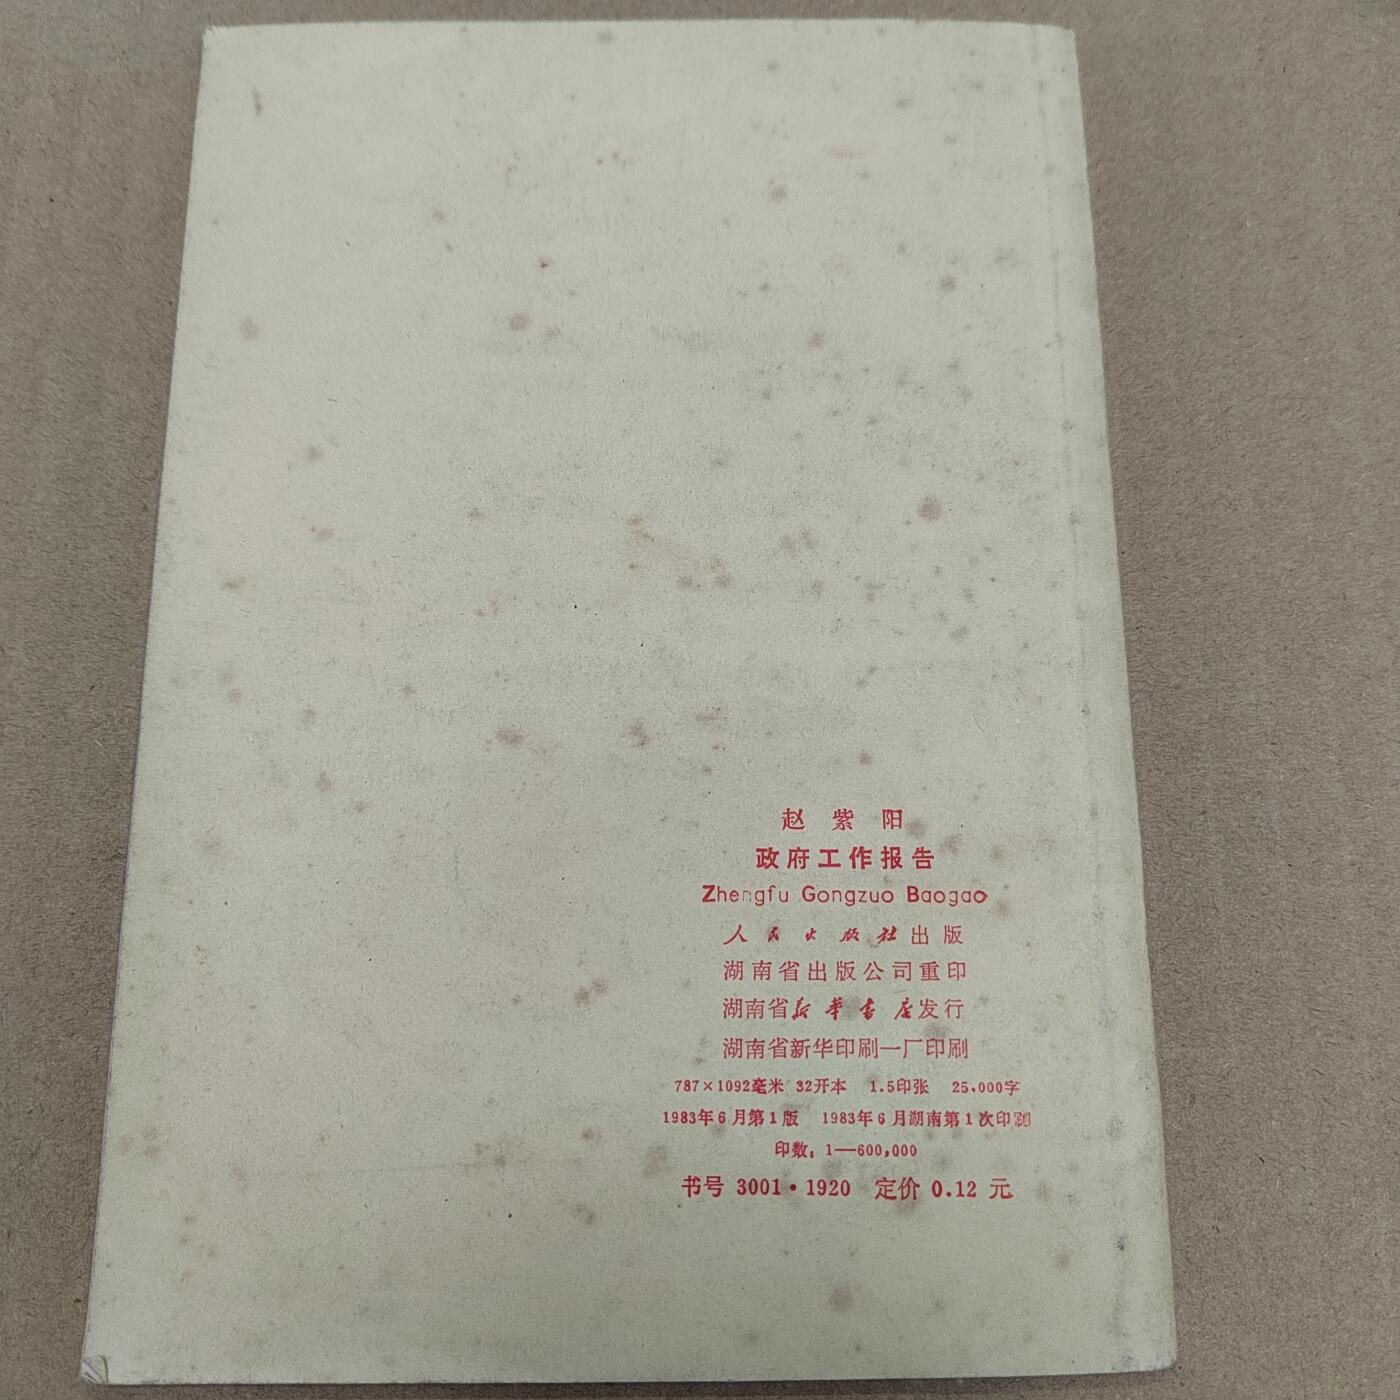 赵紫阳
政府工作报告
Zhengfu Gongzuo Baogao
人民出版社出版
湖南省出版公司重印
湖南省新华书店发行
湖南省新华印刷一厂印刷
787×1092毫米 32开本 1.5印张 25,000字
1983年6月第1版 1983年6月湖南第1次印刷
印数：1—600,000
书号 3001·1920 定价 0.12 元